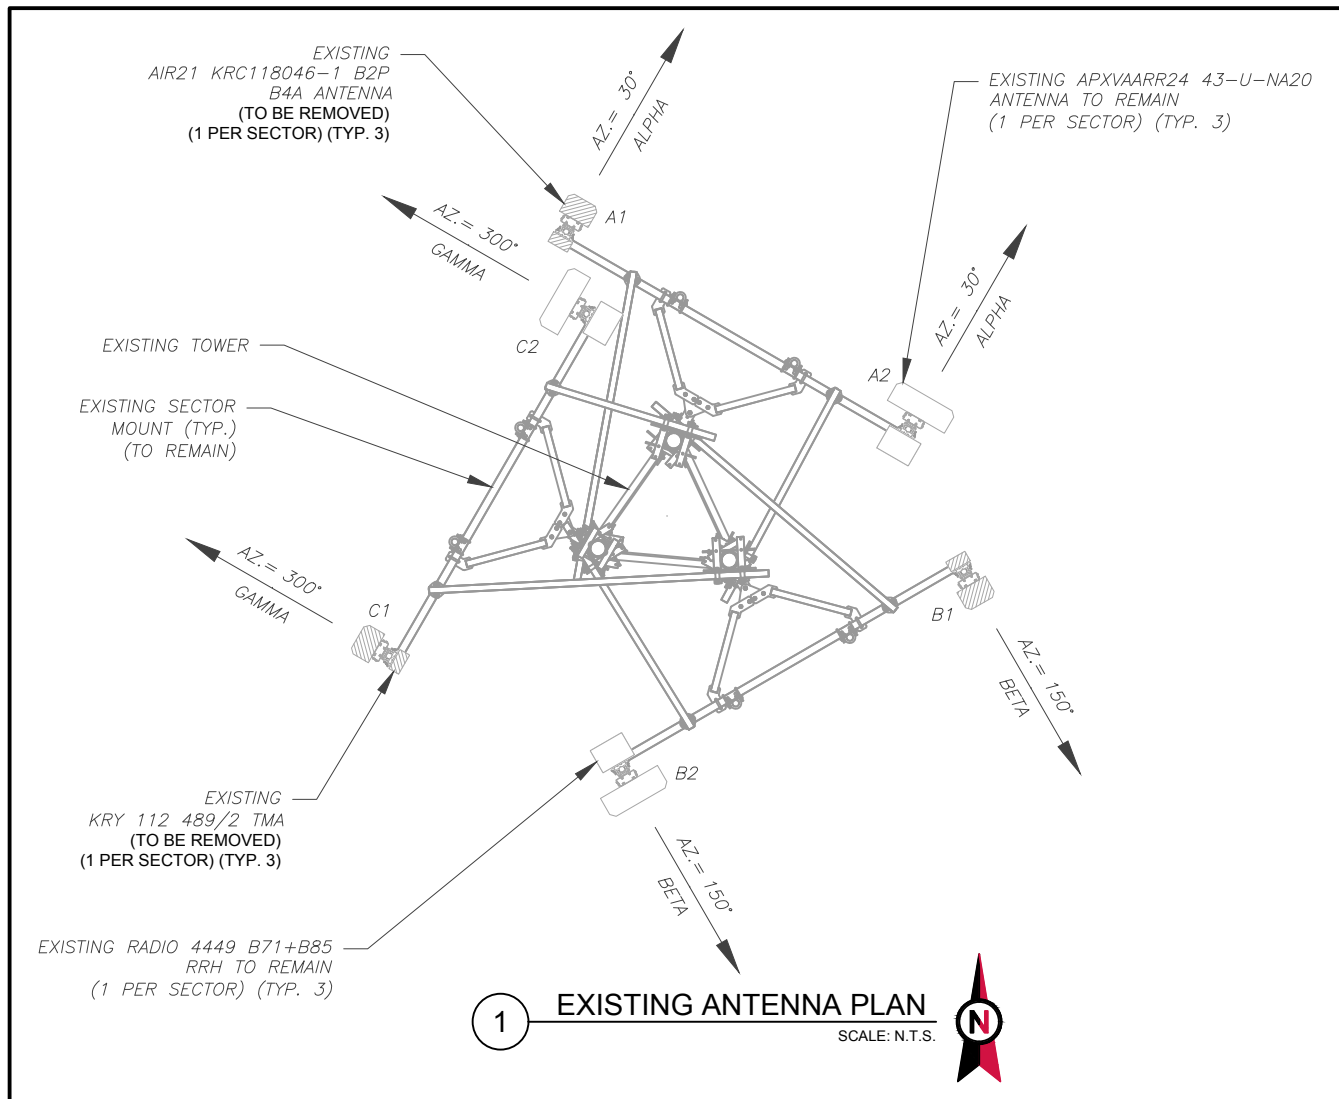 EXISTING
AIR21 KRC118046-1 B2P
B4A ANTENNA
(TO BE REMOVED)
(1 PER SECTOR) (TYP. 3)
AZ.= 30°
ALPHA
EXISTING APXVAARR24 43-U-NA20
ANTENNA TO REMAIN
(1 PER SECTOR) (TYP. 3)
A1
AZ.= 300°
GAMMA
AZ.= 30°
ALPHA
C2
A2
EXISTING TOWER
EXISTING SECTOR
MOUNT (TYP.)
(TO REMAIN)
AZ.= 300°
GAMMA
C1
B1
AZ.= 150°
BETA
B2
EXISTING
KRY 112 489/2 TMA
(TO BE REMOVED)
(1 PER SECTOR) (TYP. 3)
AZ.= 150°
BETA
EXISTING RADIO 4449 B71+B85
RRH TO REMAIN
(1 PER SECTOR) (TYP. 3)
1
EXISTING ANTENNA PLAN
SCALE: N.T.S.
N